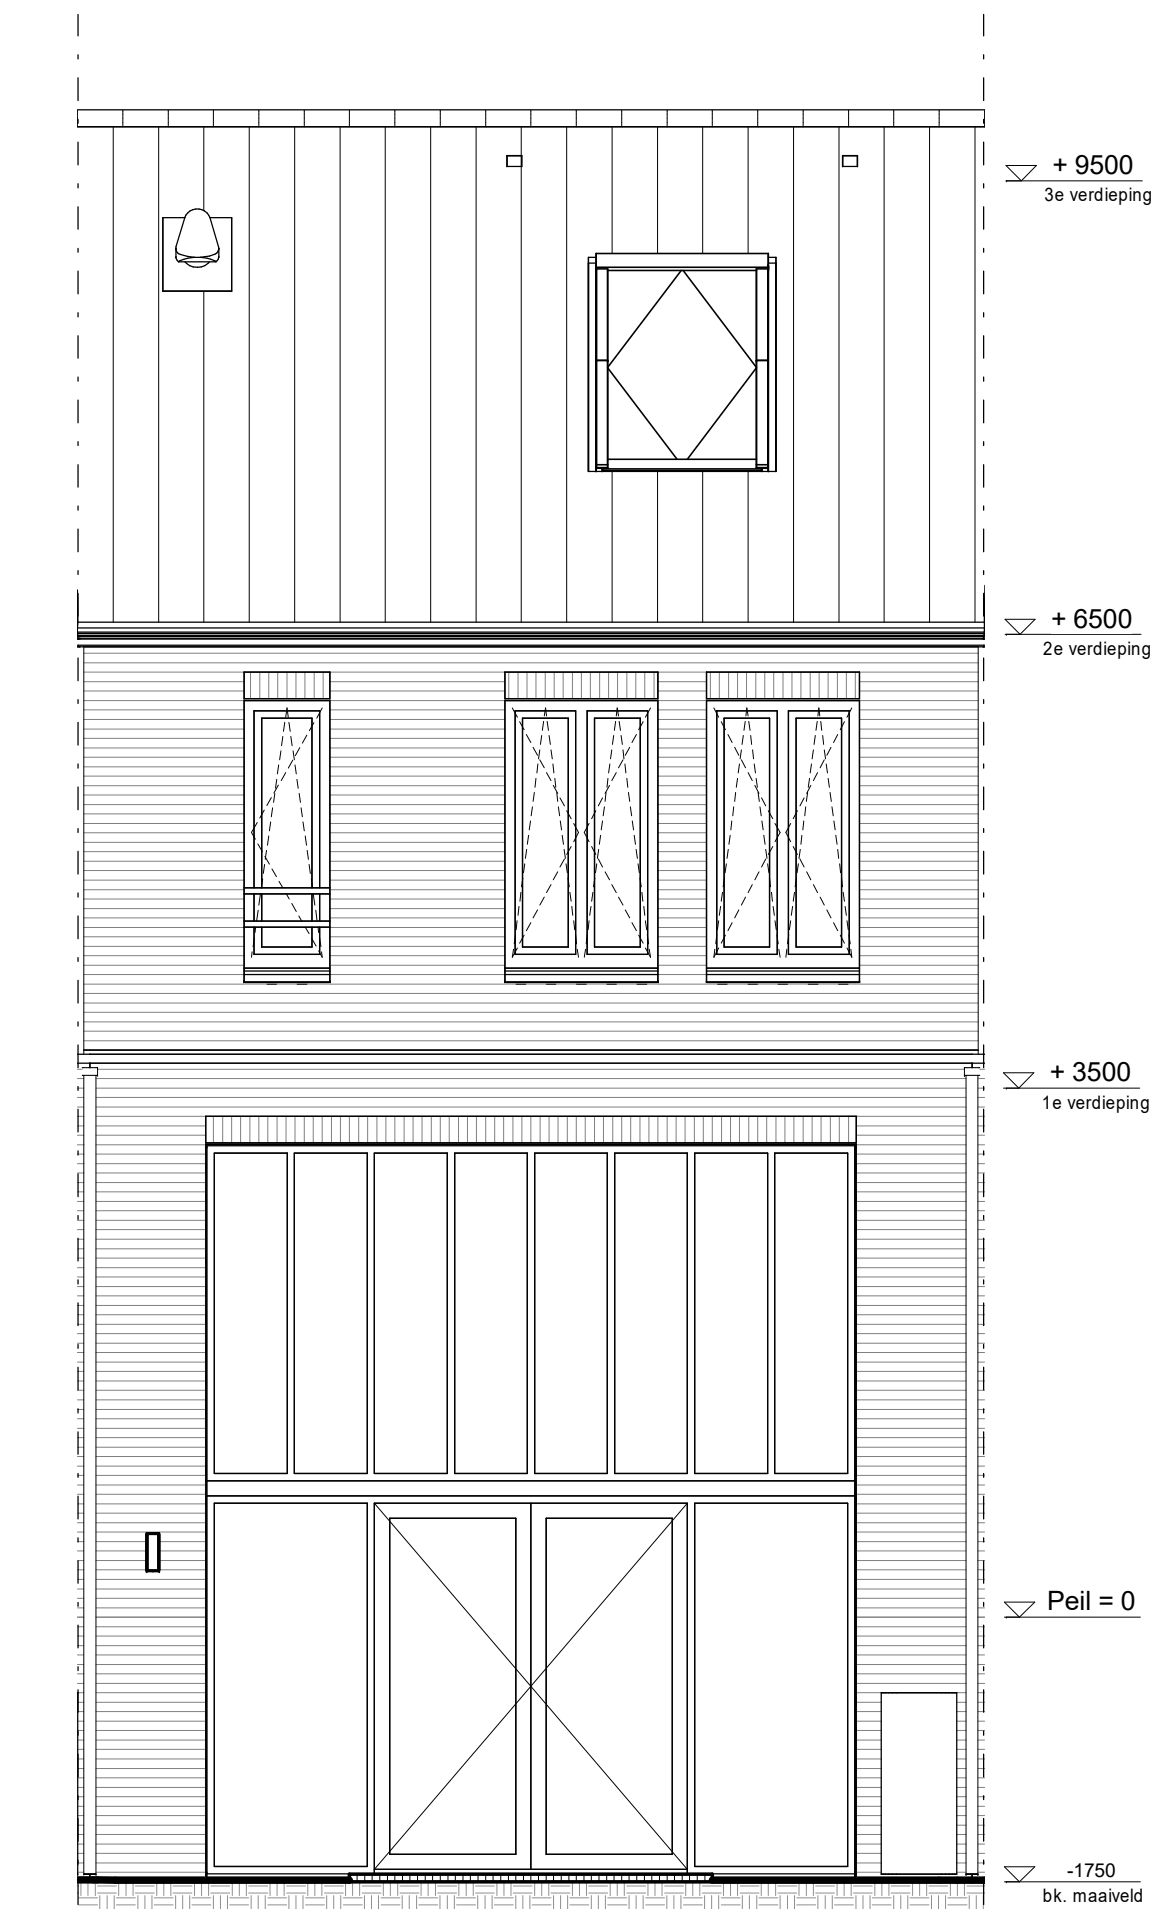 + 9500
3e verdieping
+ 6500
2e verdieping
+ 3500
1e verdieping
Peil = 0
-1750
bk. maaiveld